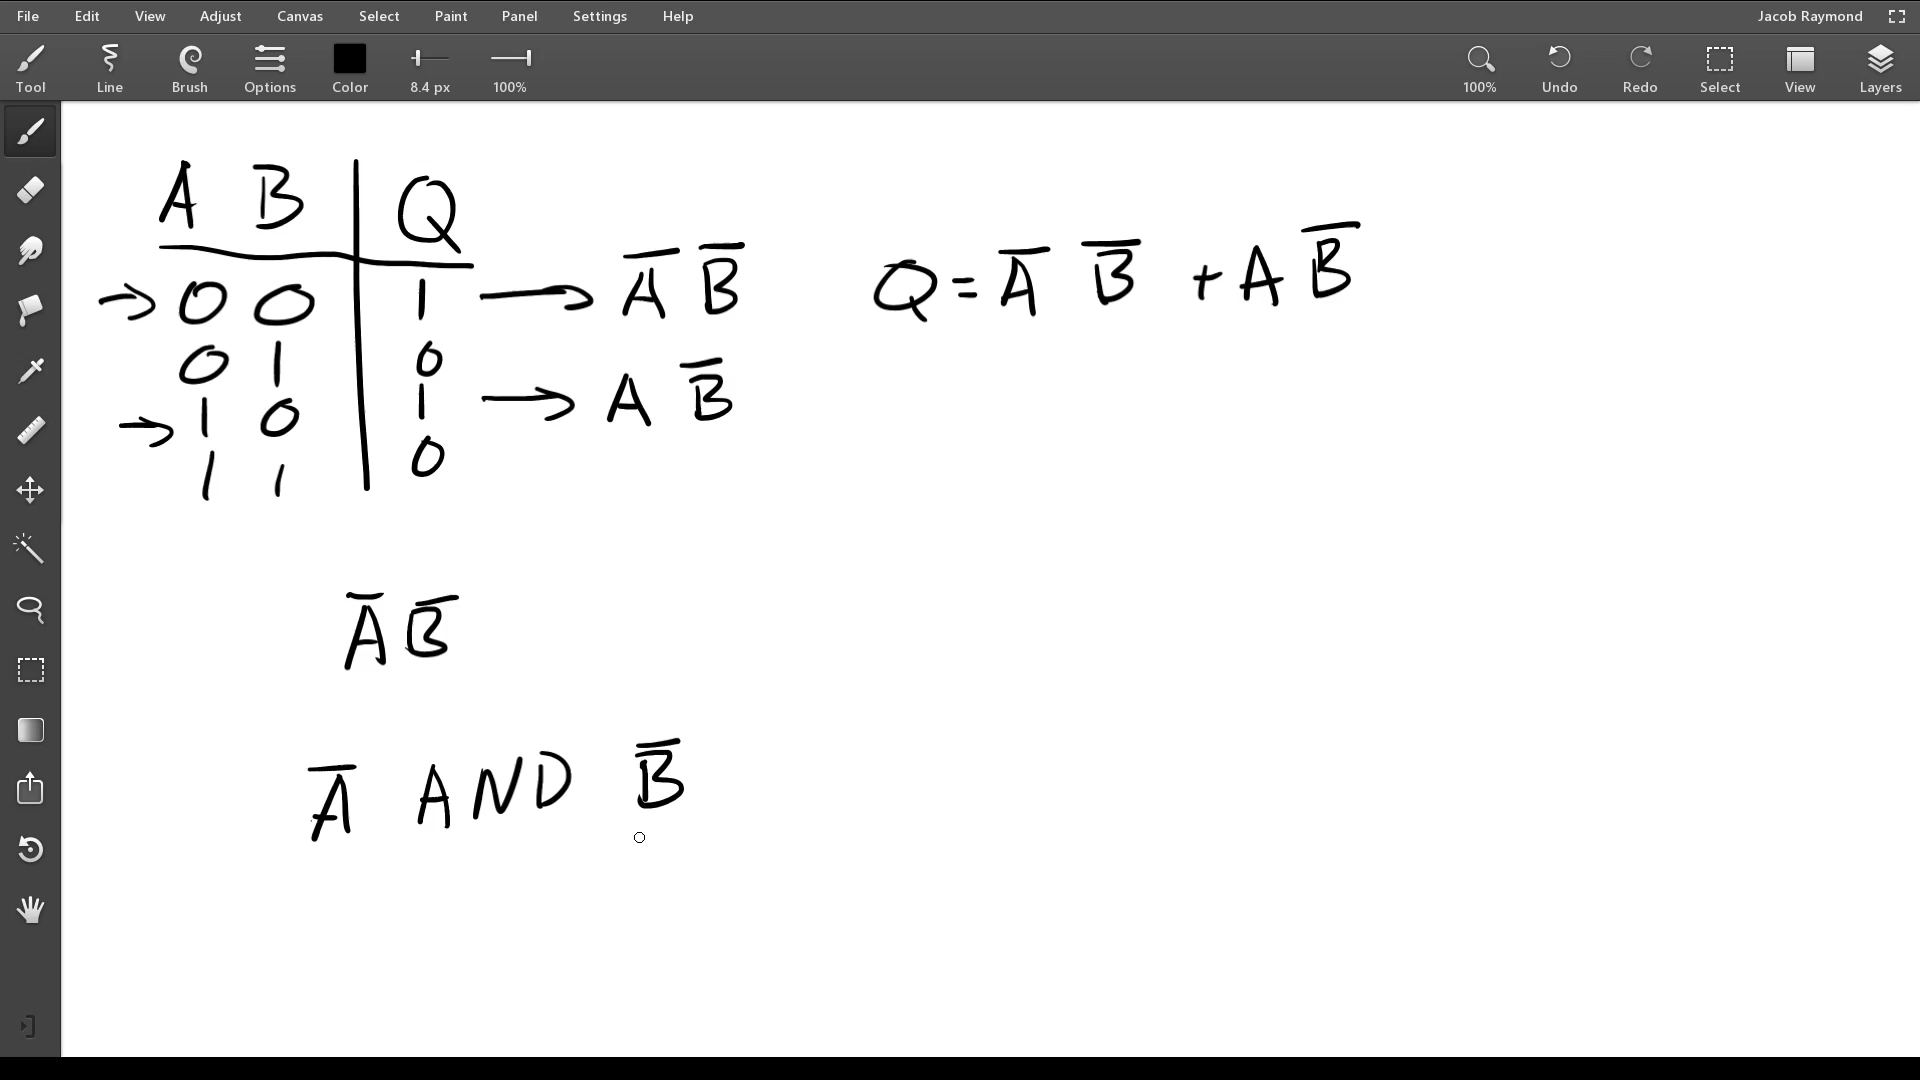 File Edit View Adjust Canvas Select Paint Panel Settings Help Jacob Raymond
Tool Line Brush Options Color 8.4 px 100% 100% Undo Redo Select View Layers
A B Q
0 0 1 → A̅ B̅
0 1 0
1 0 1 → A B̅
1 1 0
Q = A̅ B̅ + A B̅
A̅ B̅
A̅ AND B̅